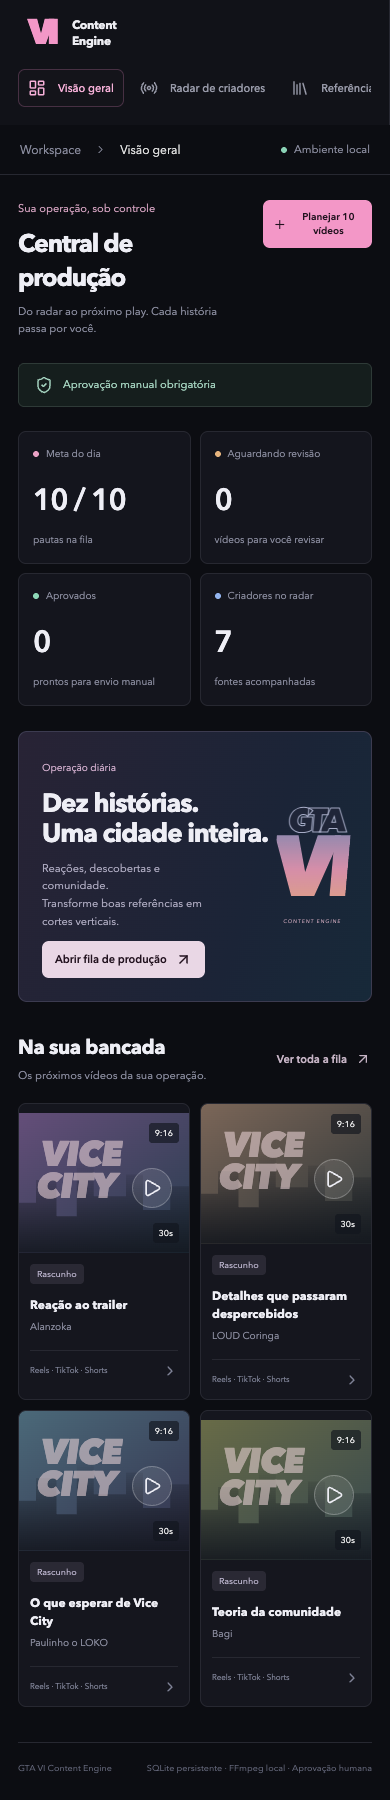 VI
Content
Engine
Visão geral
Radar de criadores
Referência
Workspace
Visão geral
Ambiente local
Sua operação, sob controle
Central de
produção
Do radar ao próximo play. Cada história
passa por você.
Planejar 10
vídeos
Aprovação manual obrigatória
Meta do dia
10 / 10
pautas na fila
Aguardando revisão
0
vídeos para você revisar
Aprovados
0
prontos para envio manual
Criadores no radar
7
fontes acompanhadas
Operação diária
Dez histórias.
Uma cidade inteira.
Reações, descobertas e
comunidade.
Transforme boas referências em
cortes verticais.
Abrir fila de produção
GTA
VI
CONTENT ENGINE
Na sua bancada
Os próximos vídeos da sua operação.
Ver toda a fila
9:16
VICE
CITY
30s
Rascunho
Reação ao trailer
Alanzoka
Reels · TikTok · Shorts
9:16
VICE
CITY
30s
Rascunho
Detalhes que passaram
despercebidos
LOUD Coringa
Reels · TikTok · Shorts
9:16
VICE
CITY
30s
Rascunho
O que esperar de Vice
City
Paulinho o LOKO
Reels · TikTok · Shorts
9:16
VICE
CITY
30s
Rascunho
Teoria da comunidade
Bagi
Reels · TikTok · Shorts
GTA VI Content Engine
SQLite persistente · FFmpeg local · Aprovação humana